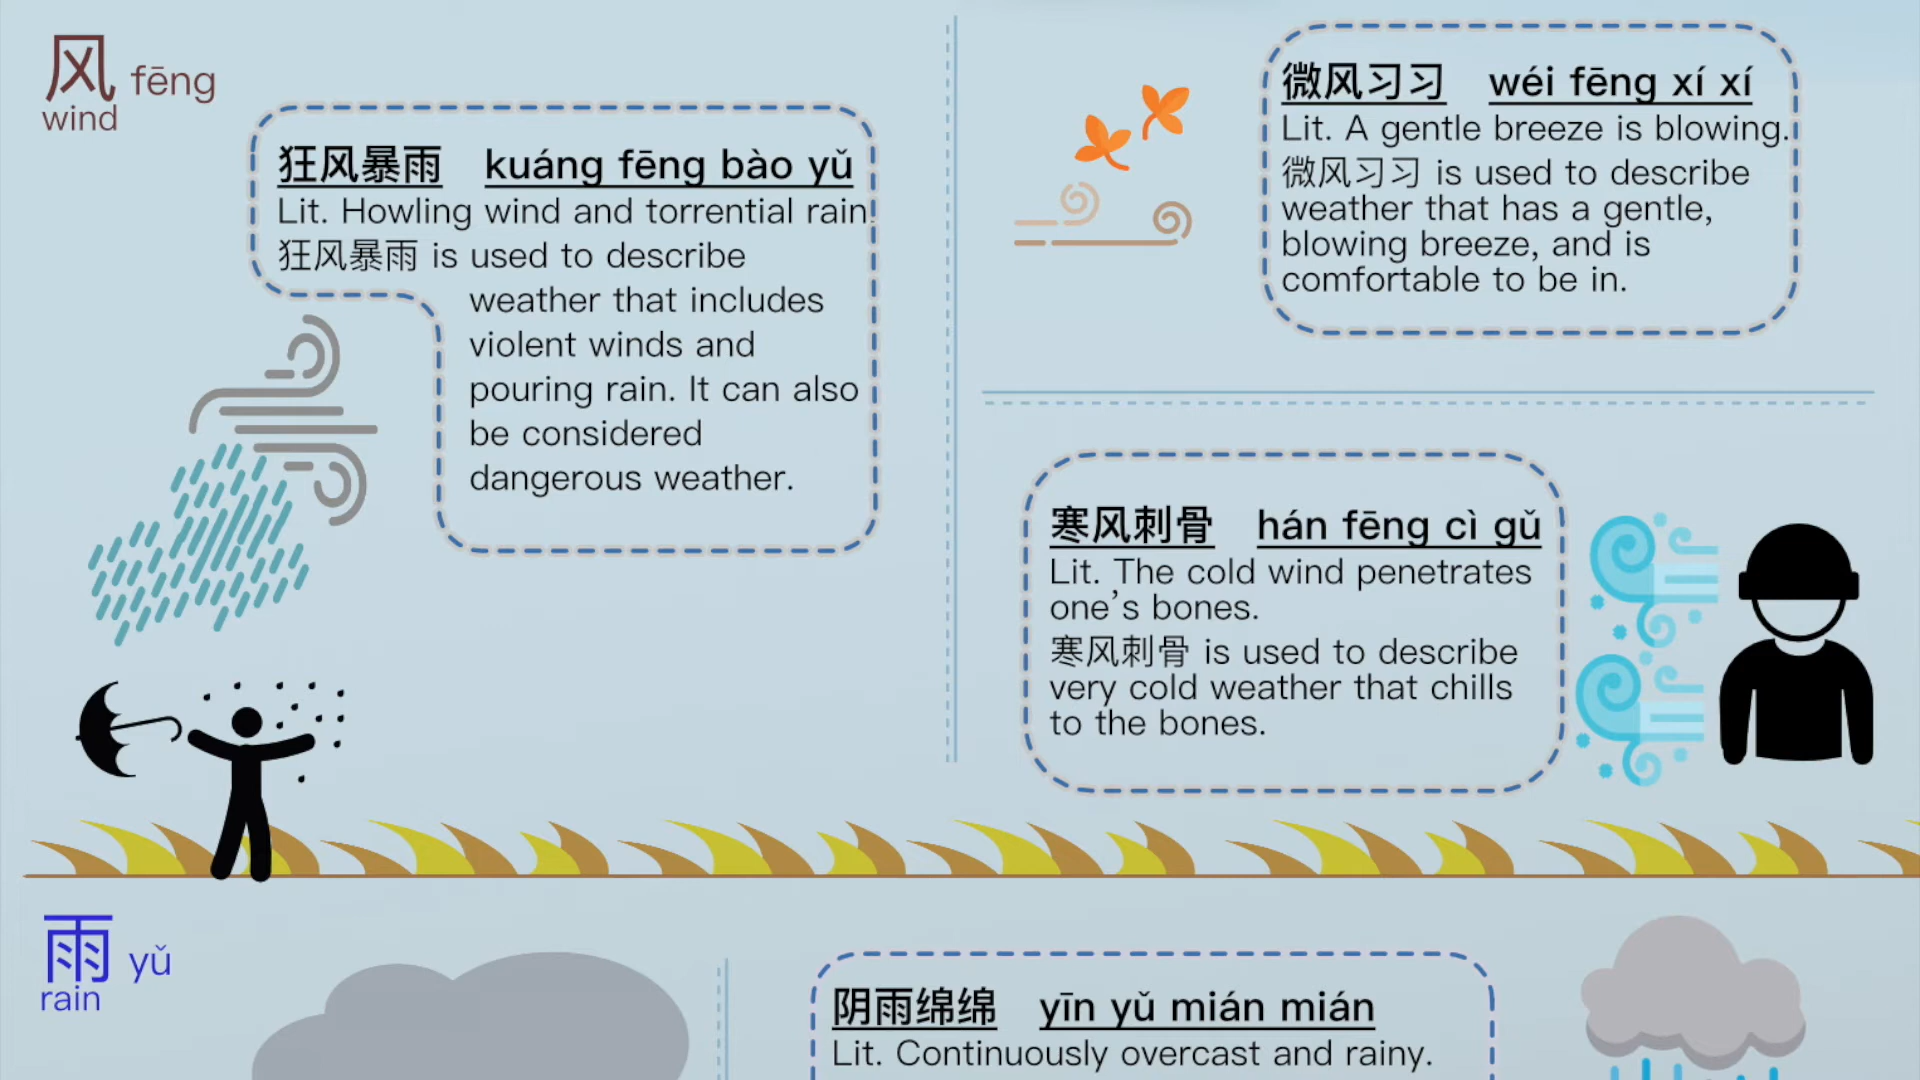 风 fēng
wind
狂风暴雨 kuáng fēng bào yǔ
Lit. Howling wind and torrential rain.
狂风暴雨 is used to describe
weather that includes
violent winds and
pouring rain. It can also
be considered
dangerous weather.
微风习习 wéi fēng xí xí
Lit. A gentle breeze is blowing.
微风习习 is used to describe
weather that has a gentle,
blowing breeze, and is
comfortable to be in.
寒风刺骨 hán fēng cì gǔ
Lit. The cold wind penetrates
one's bones.
寒风刺骨 is used to describe
very cold weather that chills
to the bones.
雨 yǔ
rain
阴雨绵绵 yīn yǔ mián mián
Lit. Continuously overcast and rainy.